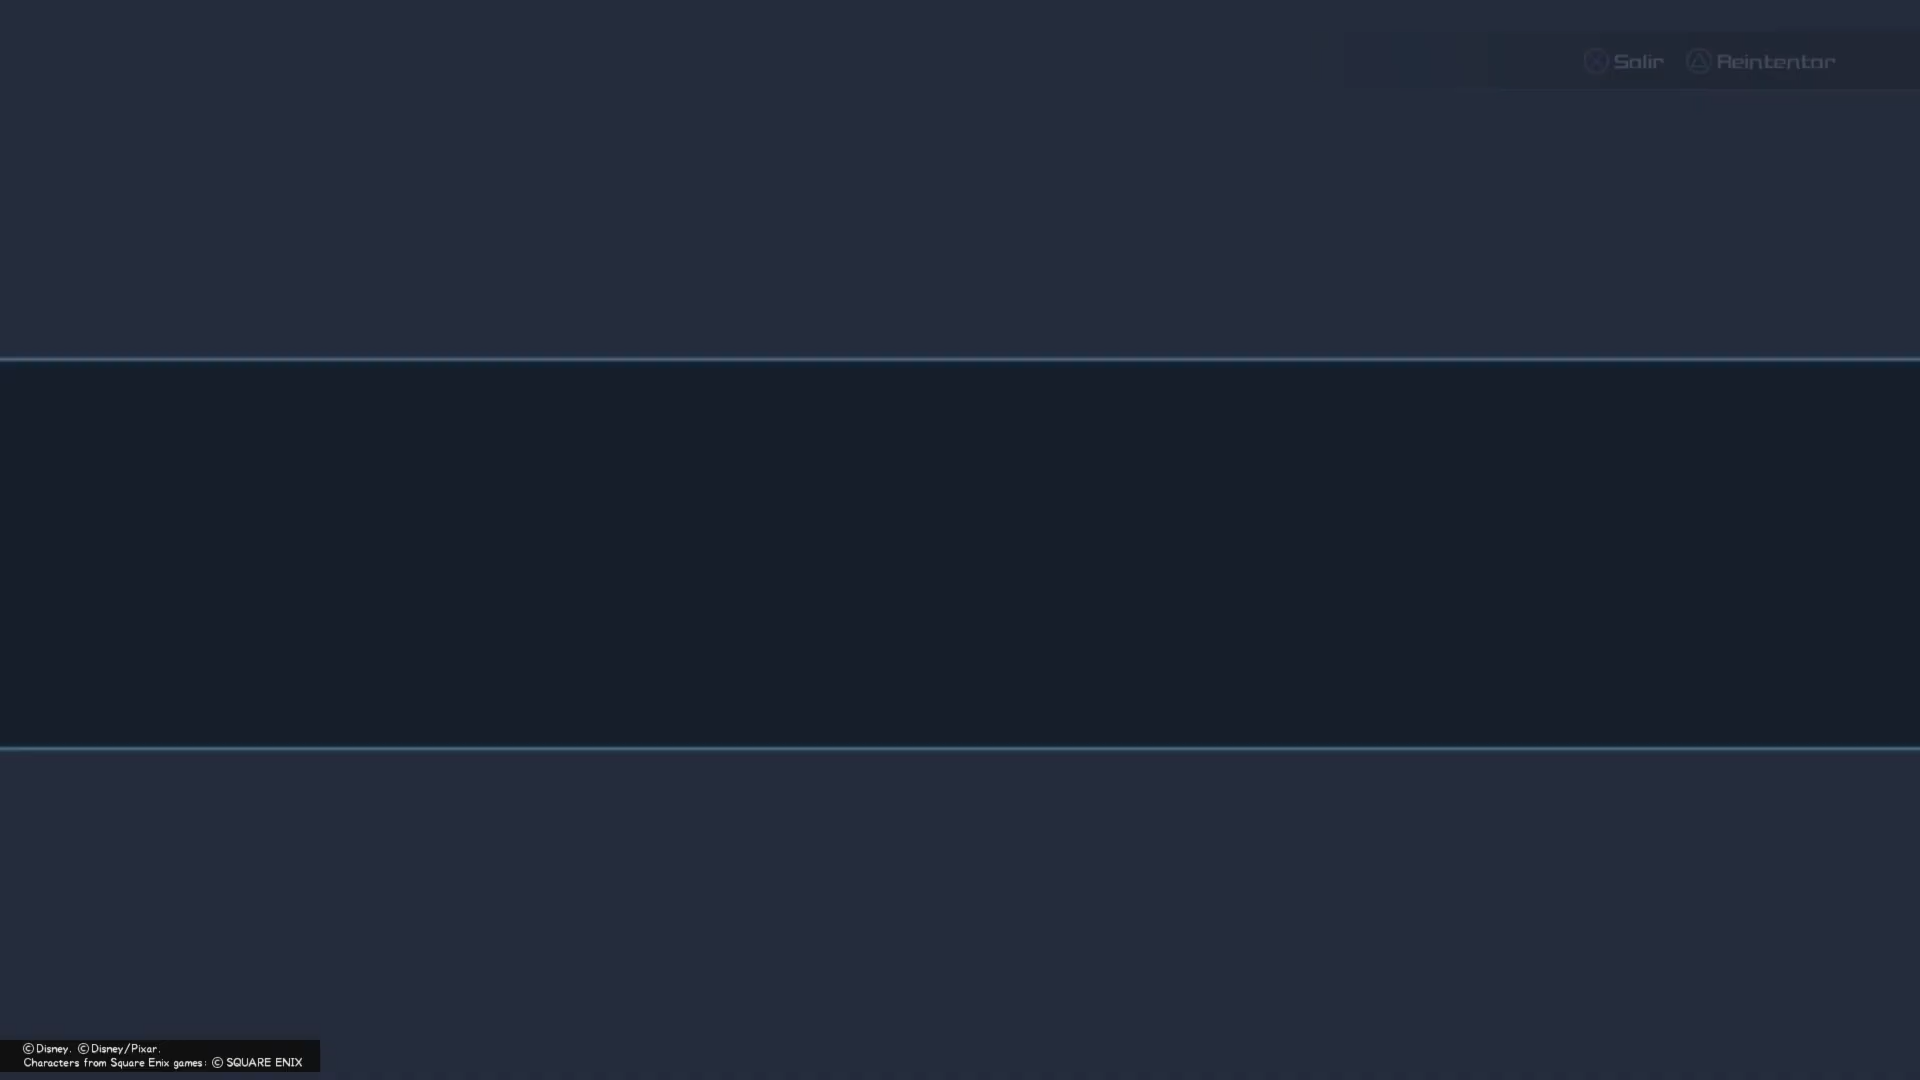 Salir Reintentar
©Disney. ©Disney/Pixar.
Characters from Square Enix games: © SQUARE ENIX